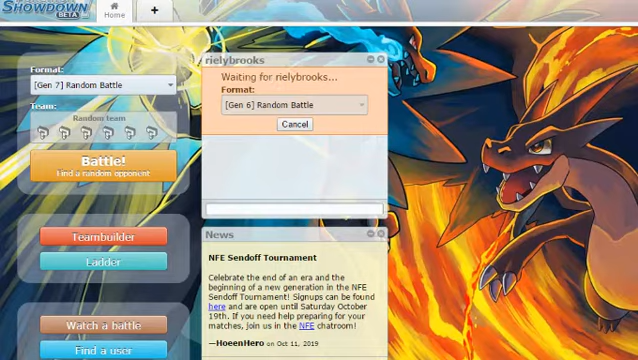 SHOWDOWN
BETA
Home
+
Format:
[Gen 7] Random Battle
Team:
Random team
Battle!
Find a random opponent
Teambuilder
Ladder
Watch a battle
Find a user
rielybrooks
Waiting for rielybrooks...
Format:
[Gen 6] Random Battle
Cancel
News
NFE Sendoff Tournament
Celebrate the end of an era and the
beginning of a new generation in the NFE
Sendoff Tournament! Signups can be found
here and are open until Saturday October
19th. If you need help preparing for your
matches, join us in the NFE chatroom!
—HoeenHero on Oct 11, 2019